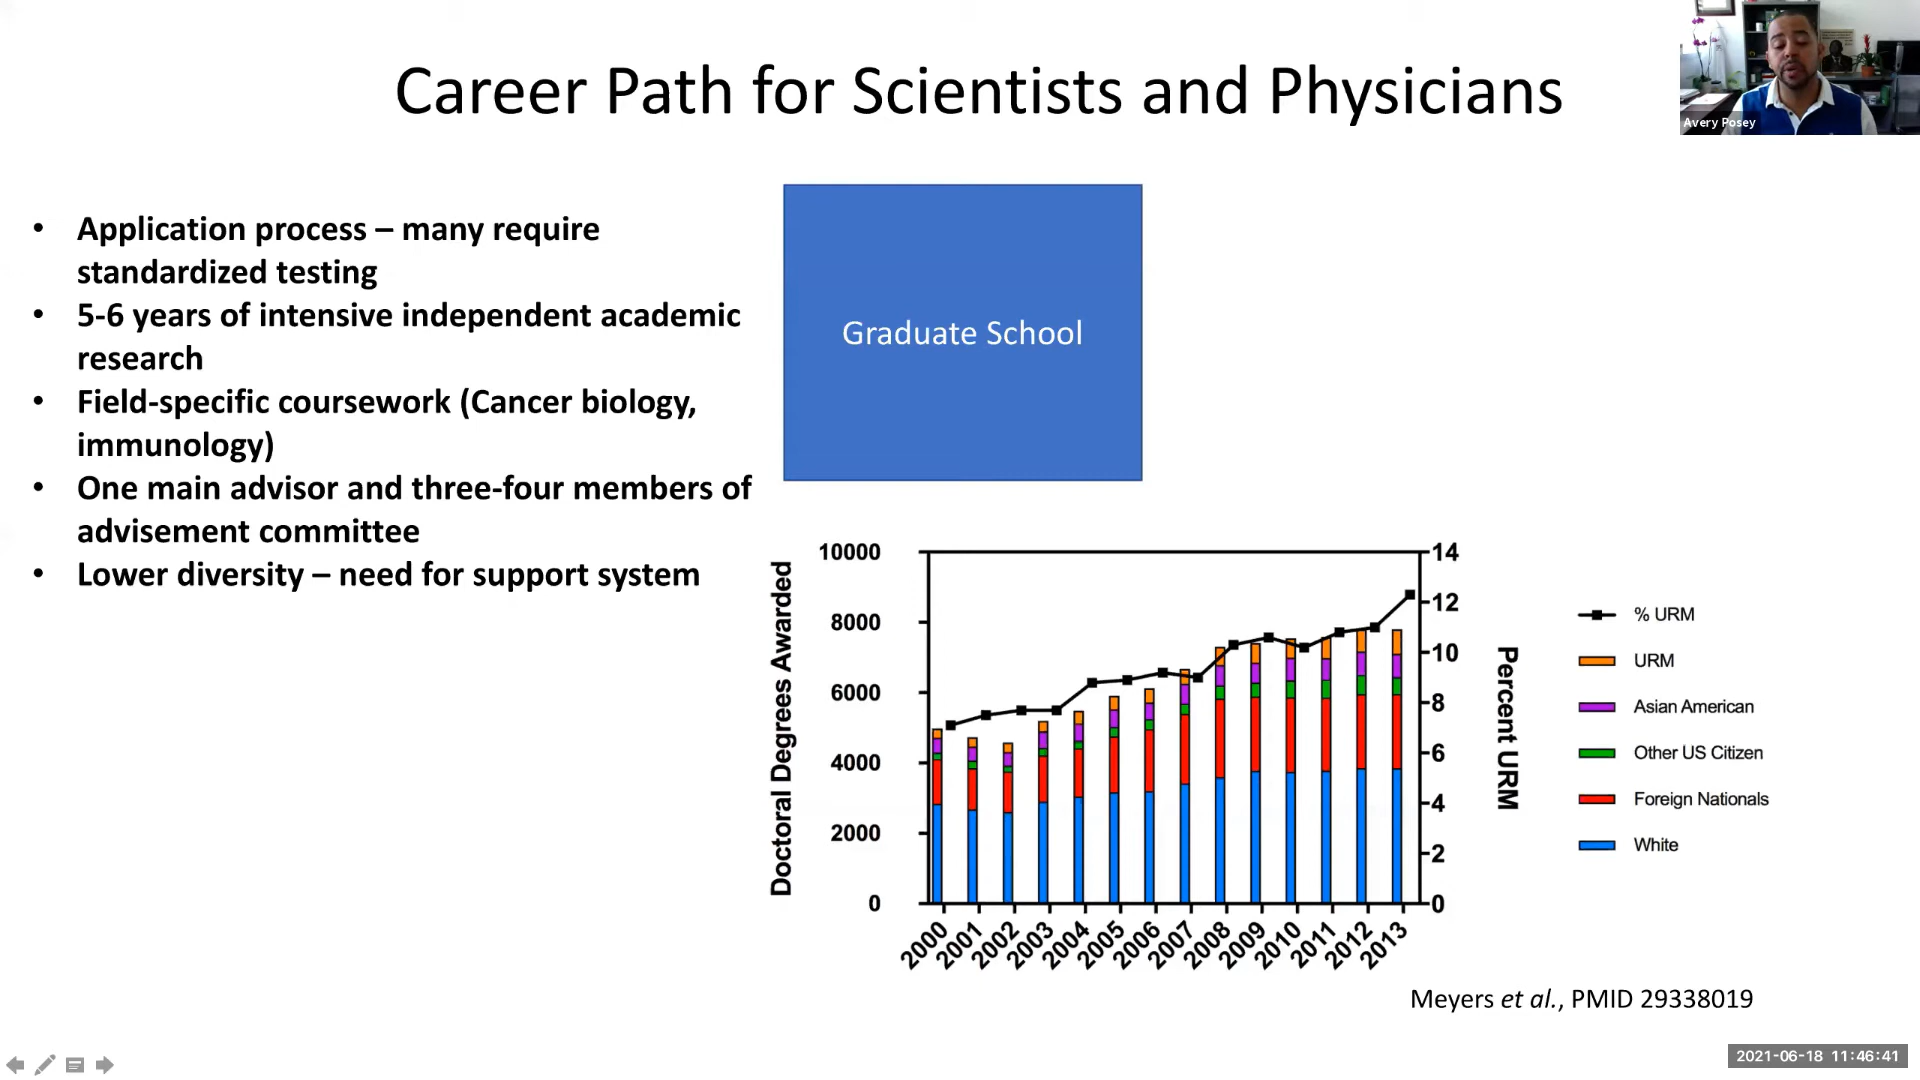 Career Path for Scientists and Physicians
Avery Posey
• Application process – many require
standardized testing
• 5-6 years of intensive independent academic
research
• Field-specific coursework (Cancer biology,
immunology)
• One main advisor and three-four members of
advisement committee
• Lower diversity – need for support system
Graduate School
Doctoral Degrees Awarded
10000
8000
6000
4000
2000
0
14
12
10
8
6
4
2
0
Percent URM
2000
2001
2002
2003
2004
2005
2006
2007
2008
2009
2010
2011
2012
2013
% URM
URM
Asian American
Other US Citizen
Foreign Nationals
White
Meyers et al., PMID 29338019
2021-06-18 11:46:41